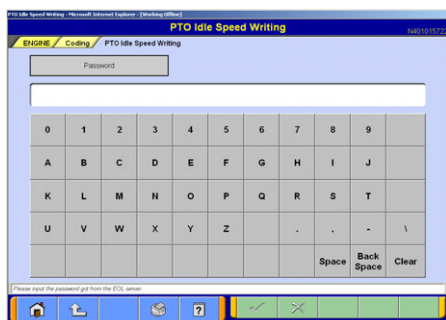 PTO Idle Speed Writing - Microsoft Internet Explorer - [Working Offline]
PTO Idle Speed Writing
N401015722
ENGINE Coding PTO Idle Speed Writing
Password
0 1 2 3 4 5 6 7 8 9
A B C D E F G H I J
K L M N O P Q R S T
U V W X Y Z . , - \
Space Back Space Clear
Please input the password got from the EOL server.
?